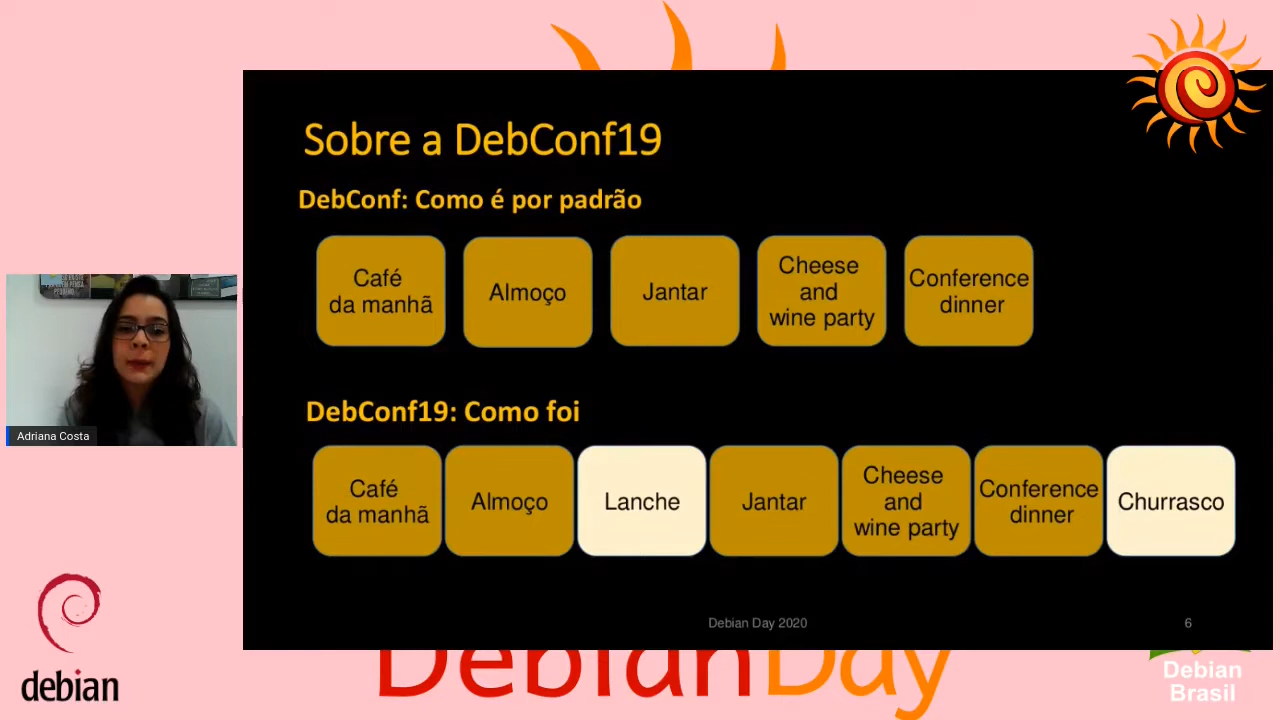 Sobre a DebConf19
DebConf: Como é por padrão
Café
da manhã
Almoço
Jantar
Cheese
and
wine party
Conference
dinner
DebConf19: Como foi
Café
da manhã
Almoço
Lanche
Jantar
Cheese
and
wine party
Conference
dinner
Churrasco
Debian Day 2020
6
Adriana Costa
debian
DebianDay
Debian
Brasil